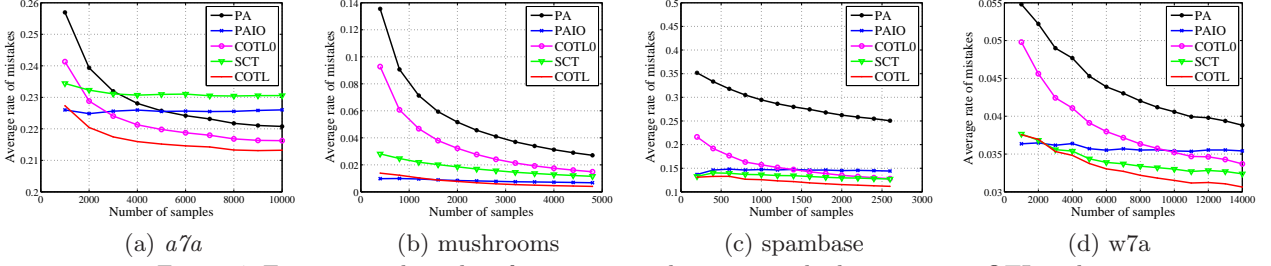 0.26
0.25
0.24
0.23
0.22
0.21
0.2
Average rate of mistakes
PA
PAIO
COTL0
SCT
COTL
0 2000 4000 6000 8000 10000
Number of samples
(a) a7a
0.14
0.12
0.1
0.08
0.06
0.04
0.02
0
Average rate of mistakes
PA
PAIO
COTL0
SCT
COTL
0 1000 2000 3000 4000 5000
Number of samples
(b) mushrooms
0.5
0.45
0.4
0.35
0.3
0.25
0.2
0.15
0.1
Average rate of mistakes
PA
PAIO
COTL0
SCT
COTL
0 500 1000 1500 2000 2500 3000
Number of samples
(c) spambase
0.055
0.05
0.045
0.04
0.035
0.03
Average rate of mistakes
PA
PAIO
COTL0
SCT
COTL
0 2000 4000 6000 8000 10000 12000 14000
Number of samples
(d) w7a